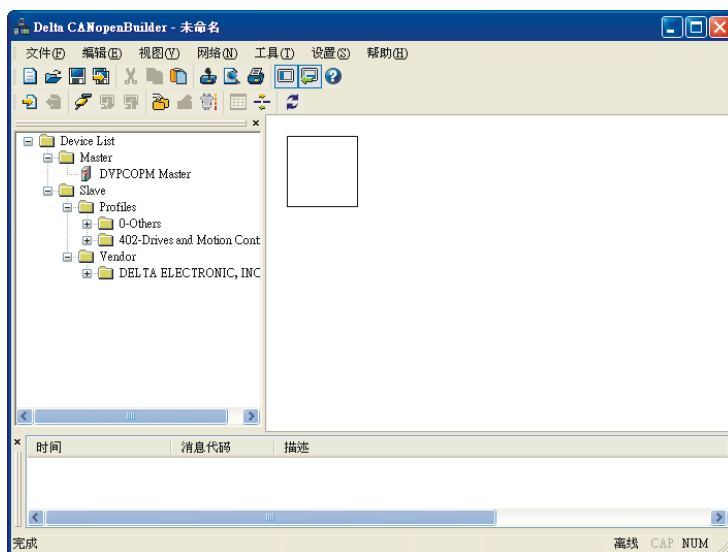 Delta CANopenBuilder - 未命名
文件(F) 编辑(E) 视图(V) 网络(N) 工具(T) 设置(S) 帮助(H)
Device List
Master
DVPCOPM Master
Slave
Profiles
0-Others
402-Drives and Motion Cont
Vendor
DELTA ELECTRONIC, INC
时间 消息代码 描述
完成 离线 CAP NUM